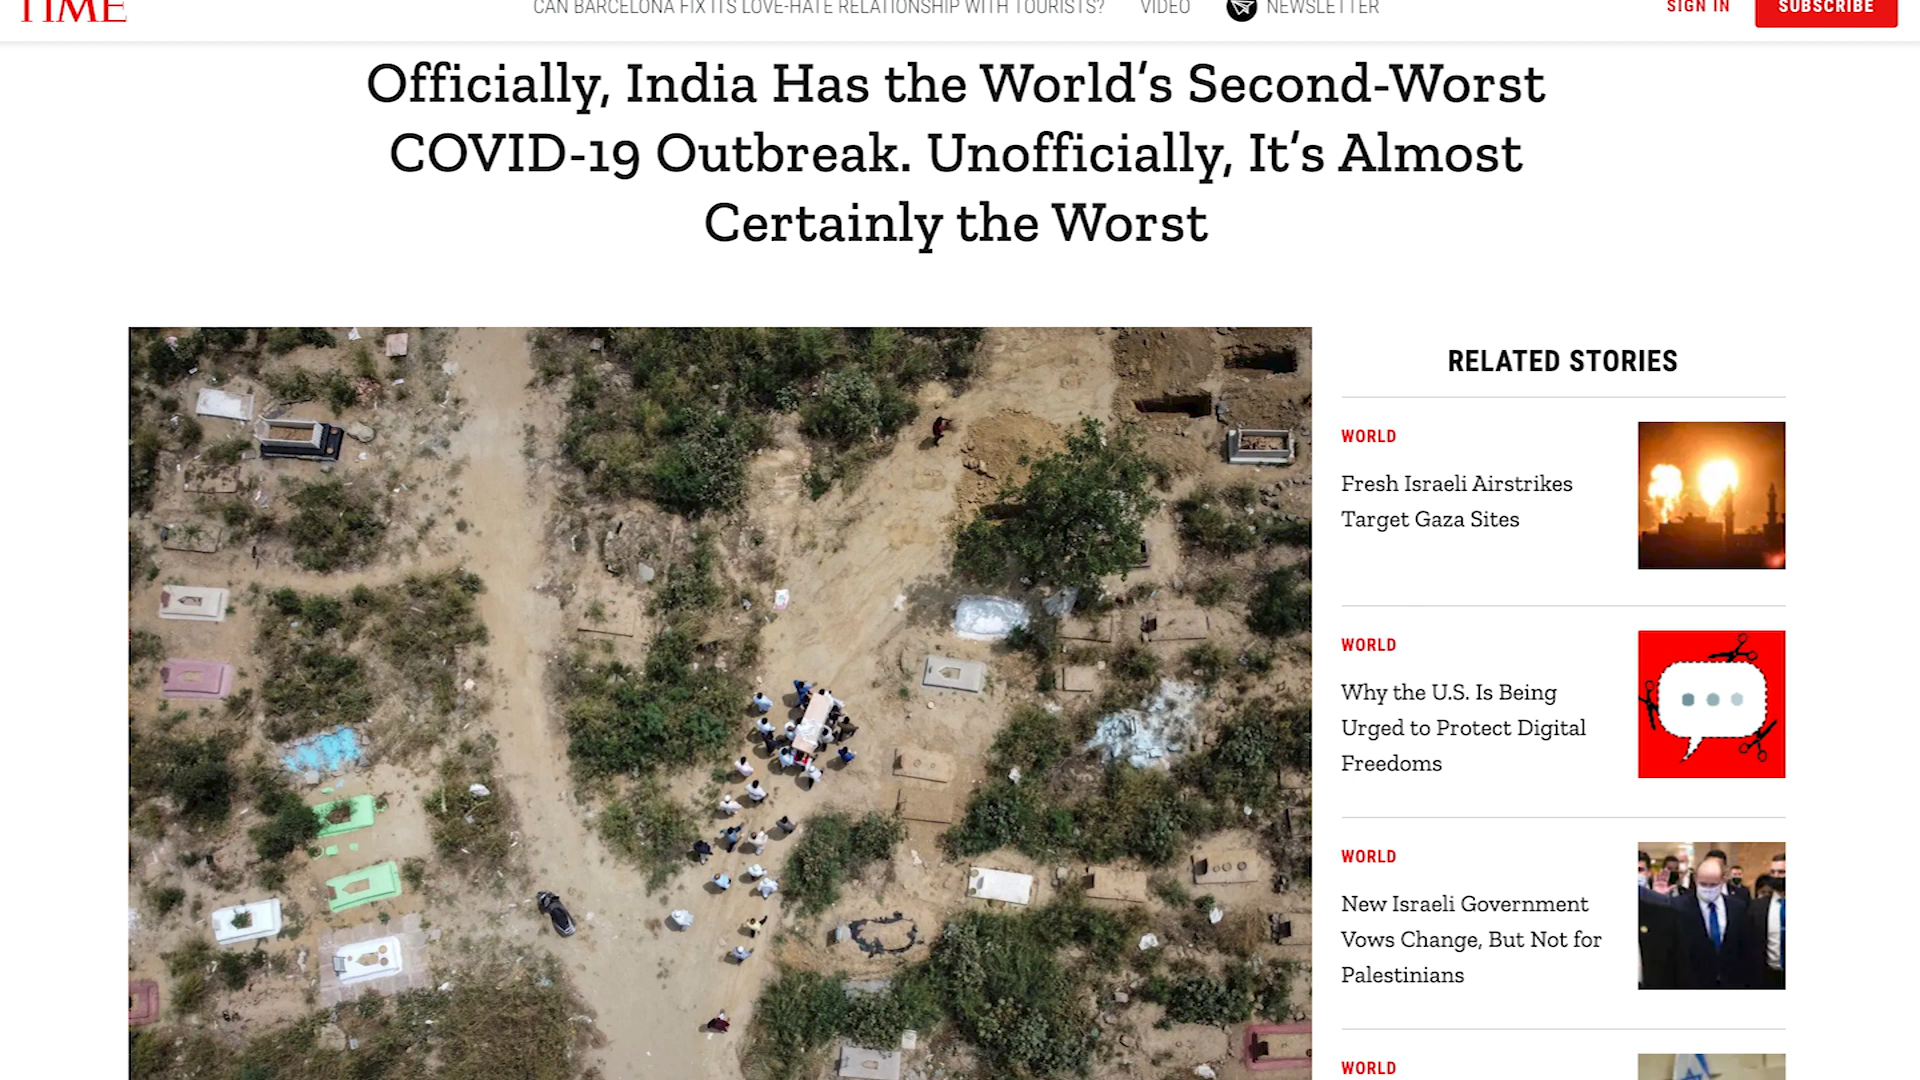 TIME
CAN BARCELONA FIX ITS LOVE-HATE RELATIONSHIP WITH TOURISTS?
VIDEO
NEWSLETTER
SIGN IN
SUBSCRIBE
Officially, India Has the World’s Second-Worst
COVID-19 Outbreak. Unofficially, It’s Almost
Certainly the Worst
RELATED STORIES
WORLD
Fresh Israeli Airstrikes
Target Gaza Sites
WORLD
Why the U.S. Is Being
Urged to Protect Digital
Freedoms
WORLD
New Israeli Government
Vows Change, But Not for
Palestinians
WORLD